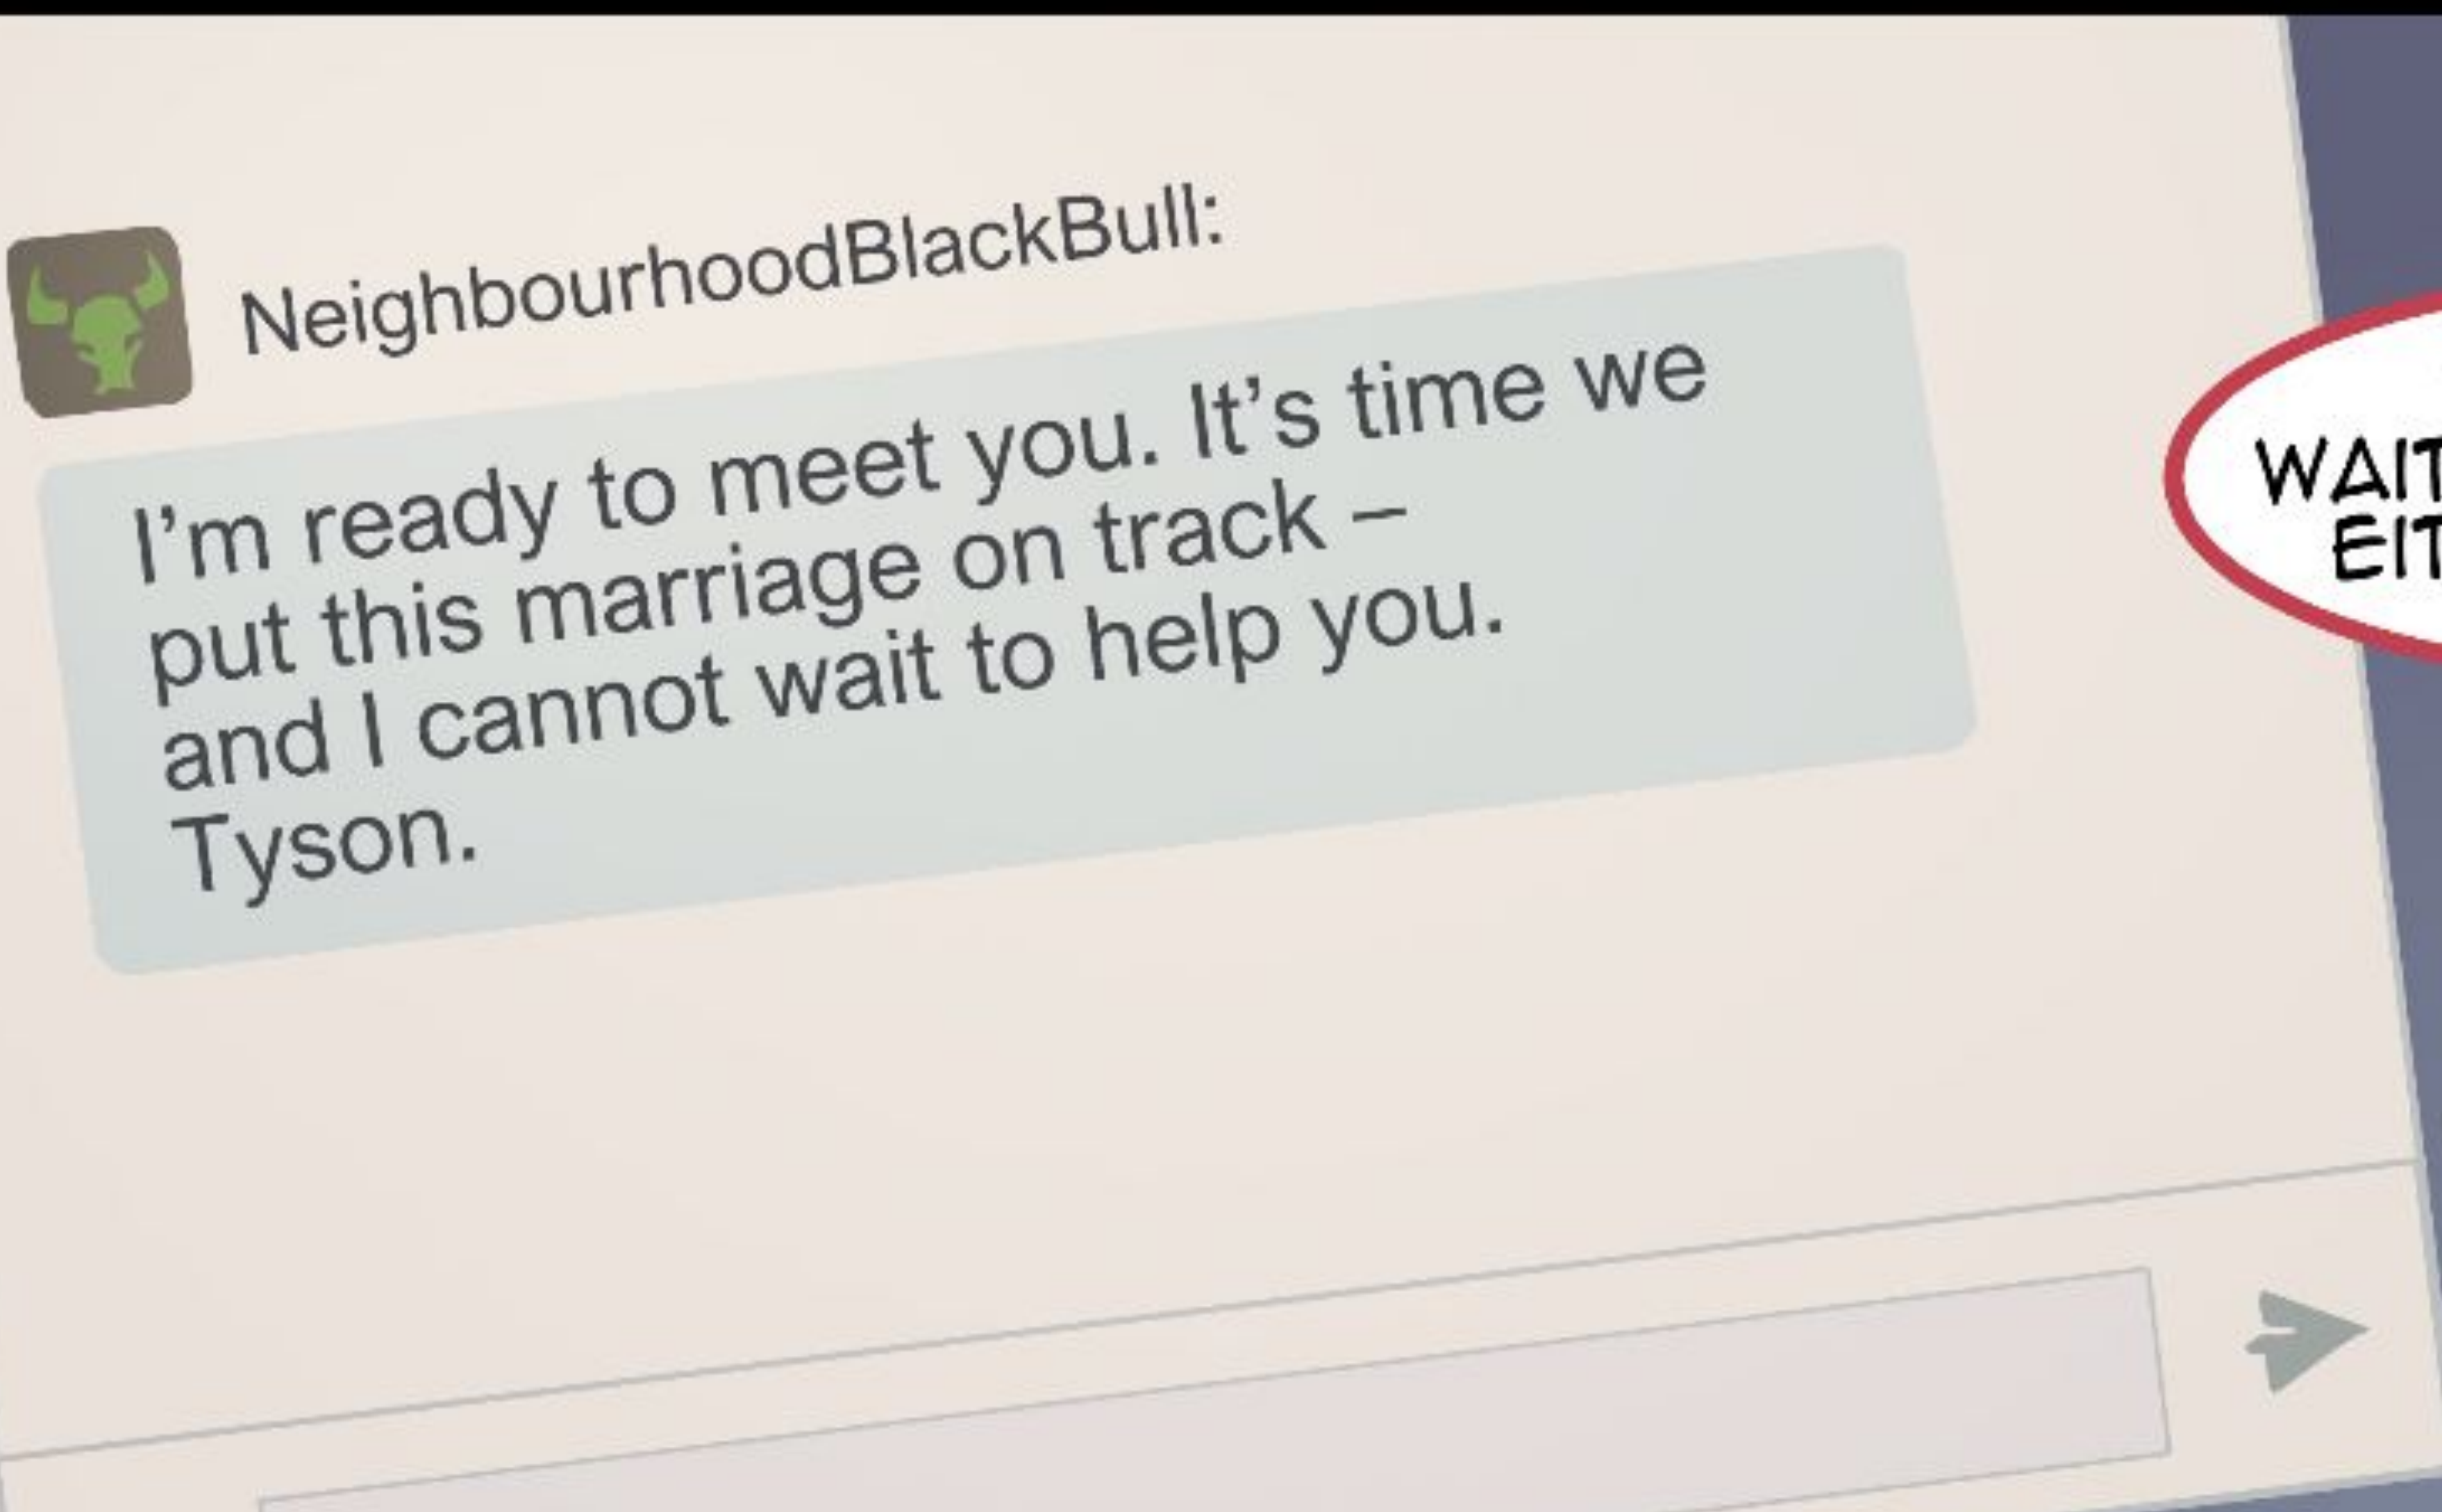 NeighbourhoodBlackBull:
I'm ready to meet you. It's time we
put this marriage on track –
and I cannot wait to help you.
Tyson.
WAIT